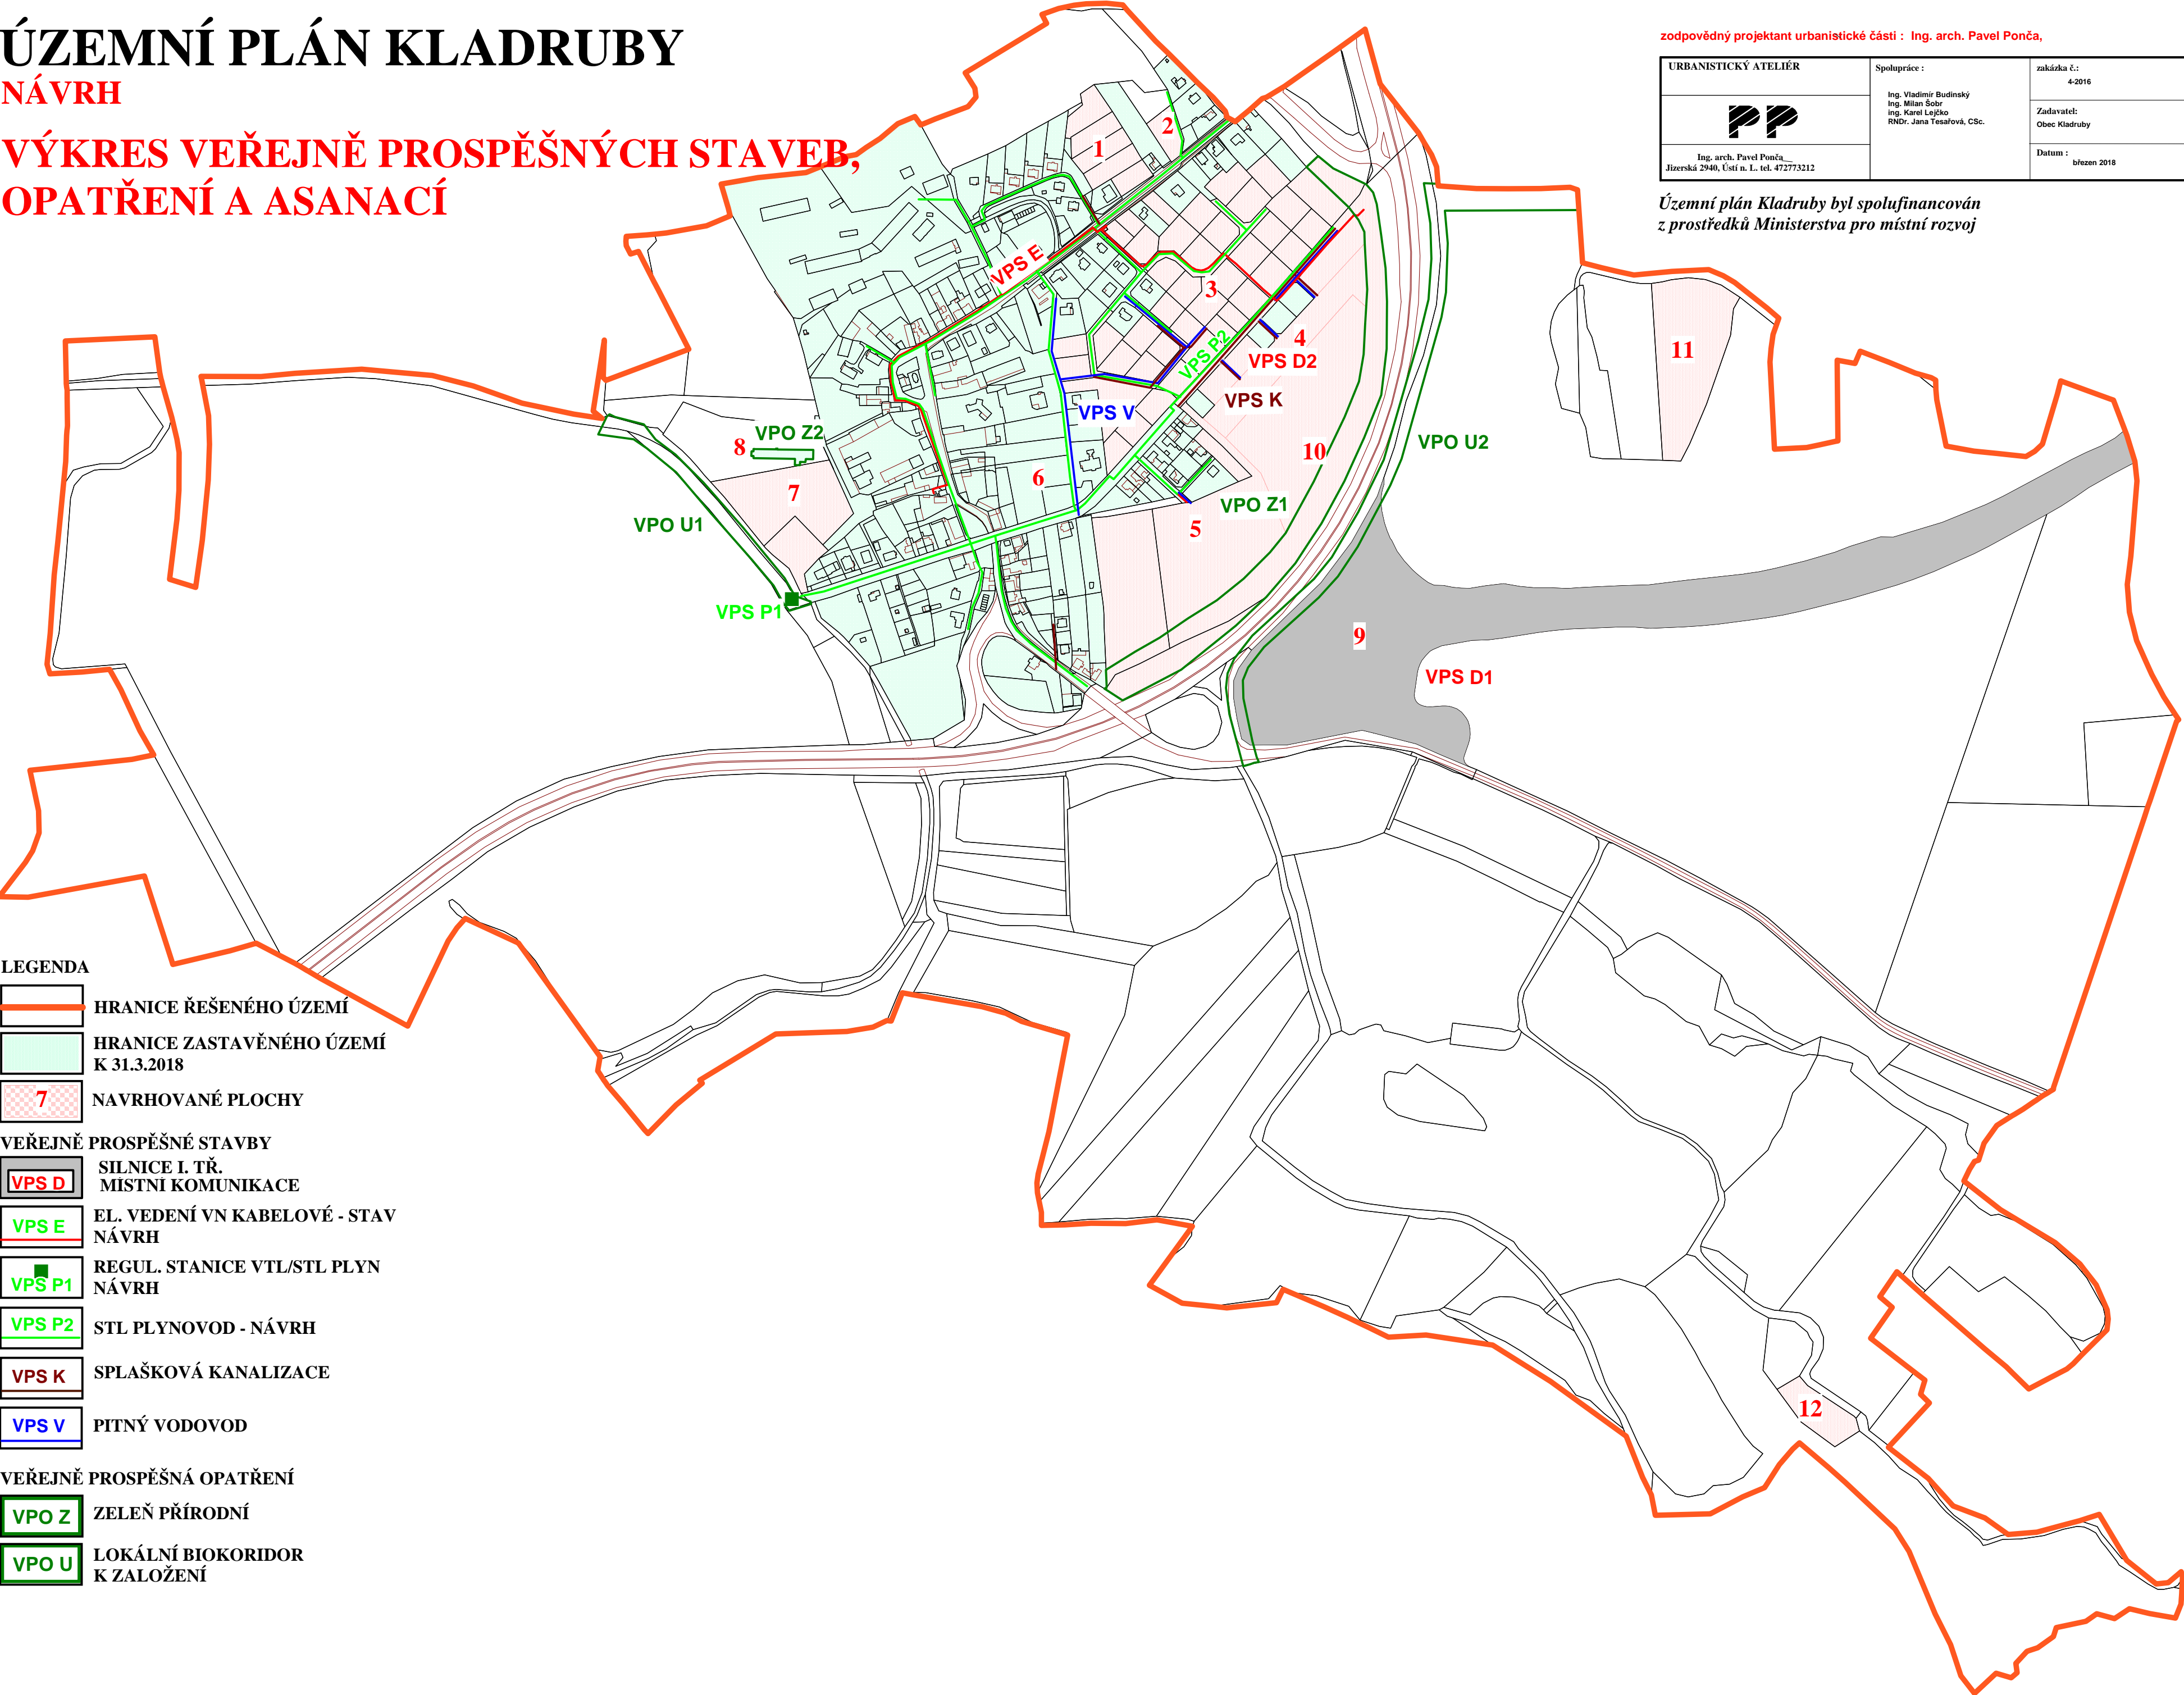 ÚZEMNÍ PLÁN KLADRUBY
NÁVRH
VÝKRES VEŘEJNĚ PROSPĚŠNÝCH STAVEB,
OPATŘENÍ A ASANACÍ
zodpovědný projektant urbanistické části : Ing. arch. Pavel Ponča,
URBANISTICKÝ ATELIÉR
PP
Ing. arch. Pavel Ponča__
Jizerská 2940, Ústí n. L. tel. 472773212
Spolupráce :
Ing. Vladimír Budinský
Ing. Milan Šobr
ing. Karel Lejčko
RNDr. Jana Tesařová, CSc.
zakázka č.:
4-2016
Zadavatel:
Obec Kladruby
Datum :
březen 2018
Územní plán Kladruby byl spolufinancován
z prostředků Ministerstva pro místní rozvoj
1
2
VPS E
3
4
VPS P2
VPS D2
11
VPS K
VPS V
8
VPO Z2
10
VPO U2
7
6
VPO Z1
VPO U1
5
VPS P1
9
VPS D1
12
LEGENDA
HRANICE ŘEŠENÉHO ÚZEMÍ
HRANICE ZASTAVĚNÉHO ÚZEMÍ
K 31.3.2018
7
NAVRHOVANÉ PLOCHY
VEŘEJNĚ PROSPĚŠNÉ STAVBY
VPS D
SILNICE I. TŘ.
MÍSTNÍ KOMUNIKACE
VPS E
EL. VEDENÍ VN KABELOVÉ - STAV
NÁVRH
VPS P1
REGUL. STANICE VTL/STL PLYN
NÁVRH
VPS P2
STL PLYNOVOD - NÁVRH
VPS K
SPLAŠKOVÁ KANALIZACE
VPS V
PITNÝ VODOVOD
VEŘEJNĚ PROSPĚŠNÁ OPATŘENÍ
VPO Z
ZELEŇ PŘÍRODNÍ
VPO U
LOKÁLNÍ BIOKORIDOR
K ZALOŽENÍ